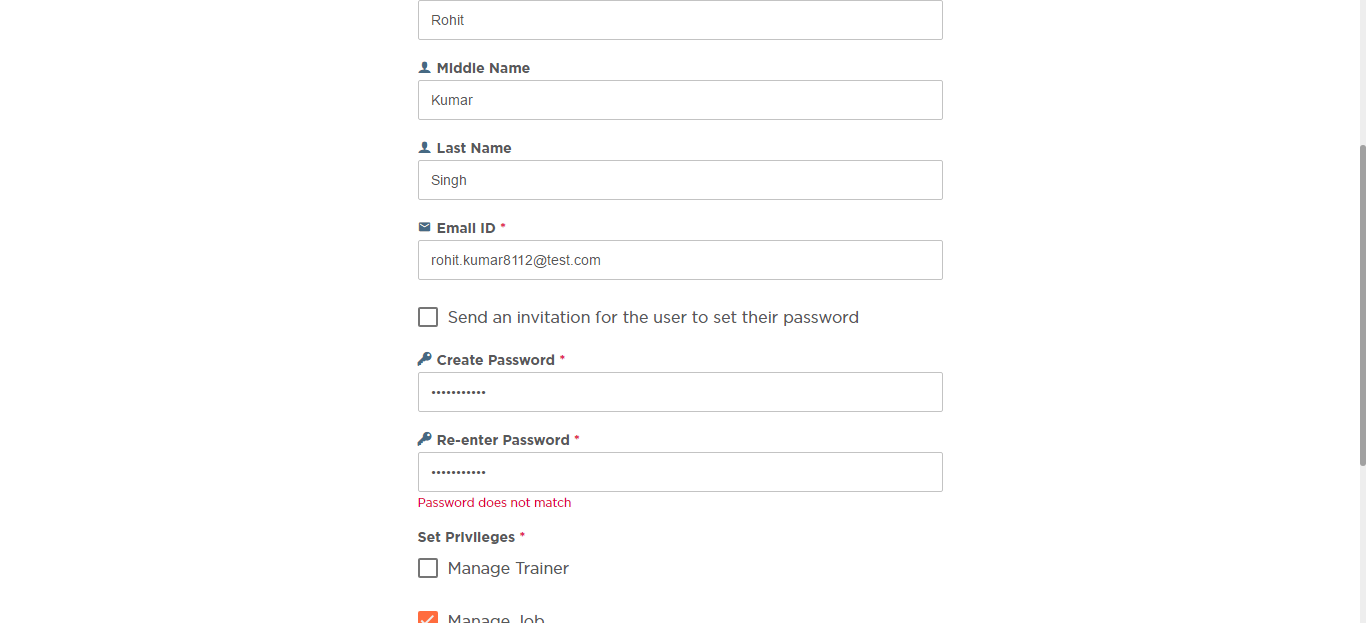 Rohit
Middle Name
Kumar
Last Name
Singh
Email ID *
rohit.kumar8112@test.com
Send an invitation for the user to set their password
Create Password *
•••••••••••
Re-enter Password *
•••••••••••
Password does not match
Set Privileges *
Manage Trainer
Manage Job